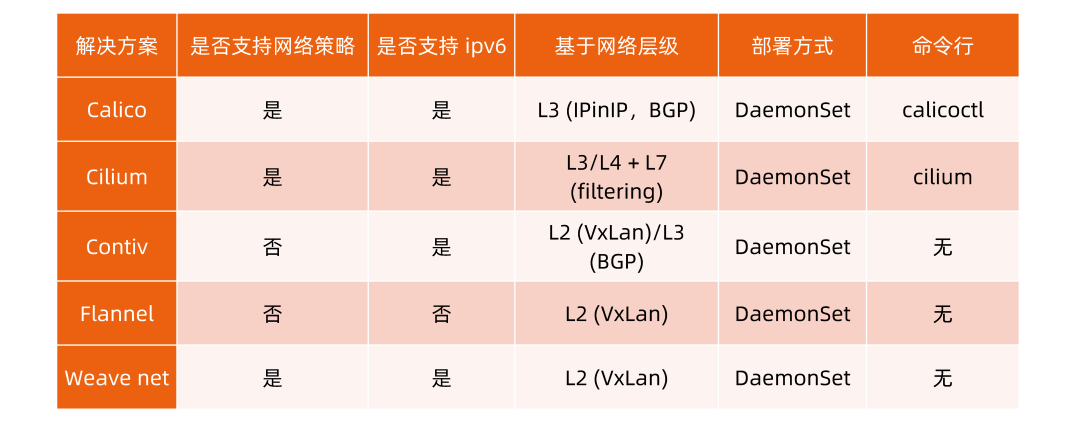 解决方案 是否支持网络策略 是否支持 ipv6 基于网络层级 部署方式 命令行
Calico 是 是 L3 (IPinIP，BGP) DaemonSet calicoctl
Cilium 是 是 L3/L4 + L7
(filtering) DaemonSet cilium
Contiv 否 是 L2 (VxLan)/L3
(BGP) DaemonSet 无
Flannel 否 否 L2 (VxLan) DaemonSet 无
Weave net 是 是 L2 (VxLan) DaemonSet 无